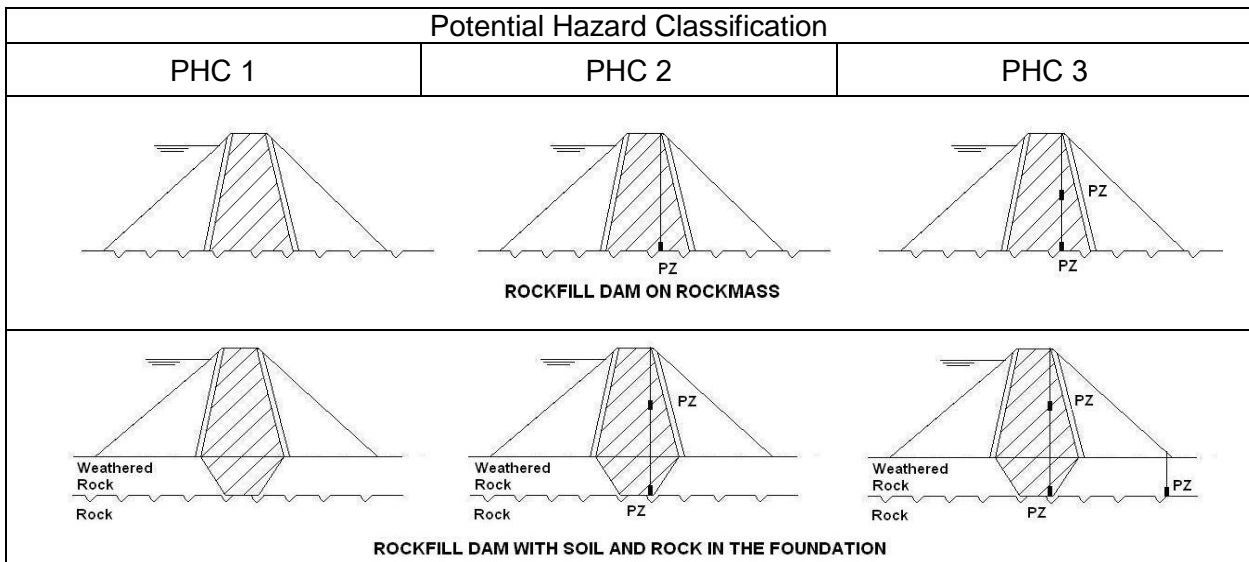 Potential Hazard Classification
PHC 1 PHC 2 PHC 3
PZ
PZ
PZ
ROCKFILL DAM ON ROCKMASS
PZ
PZ
Weathered
Rock
Rock
Weathered
Rock
Rock
PZ
Weathered
Rock
Rock
PZ
PZ
ROCKFILL DAM WITH SOIL AND ROCK IN THE FOUNDATION